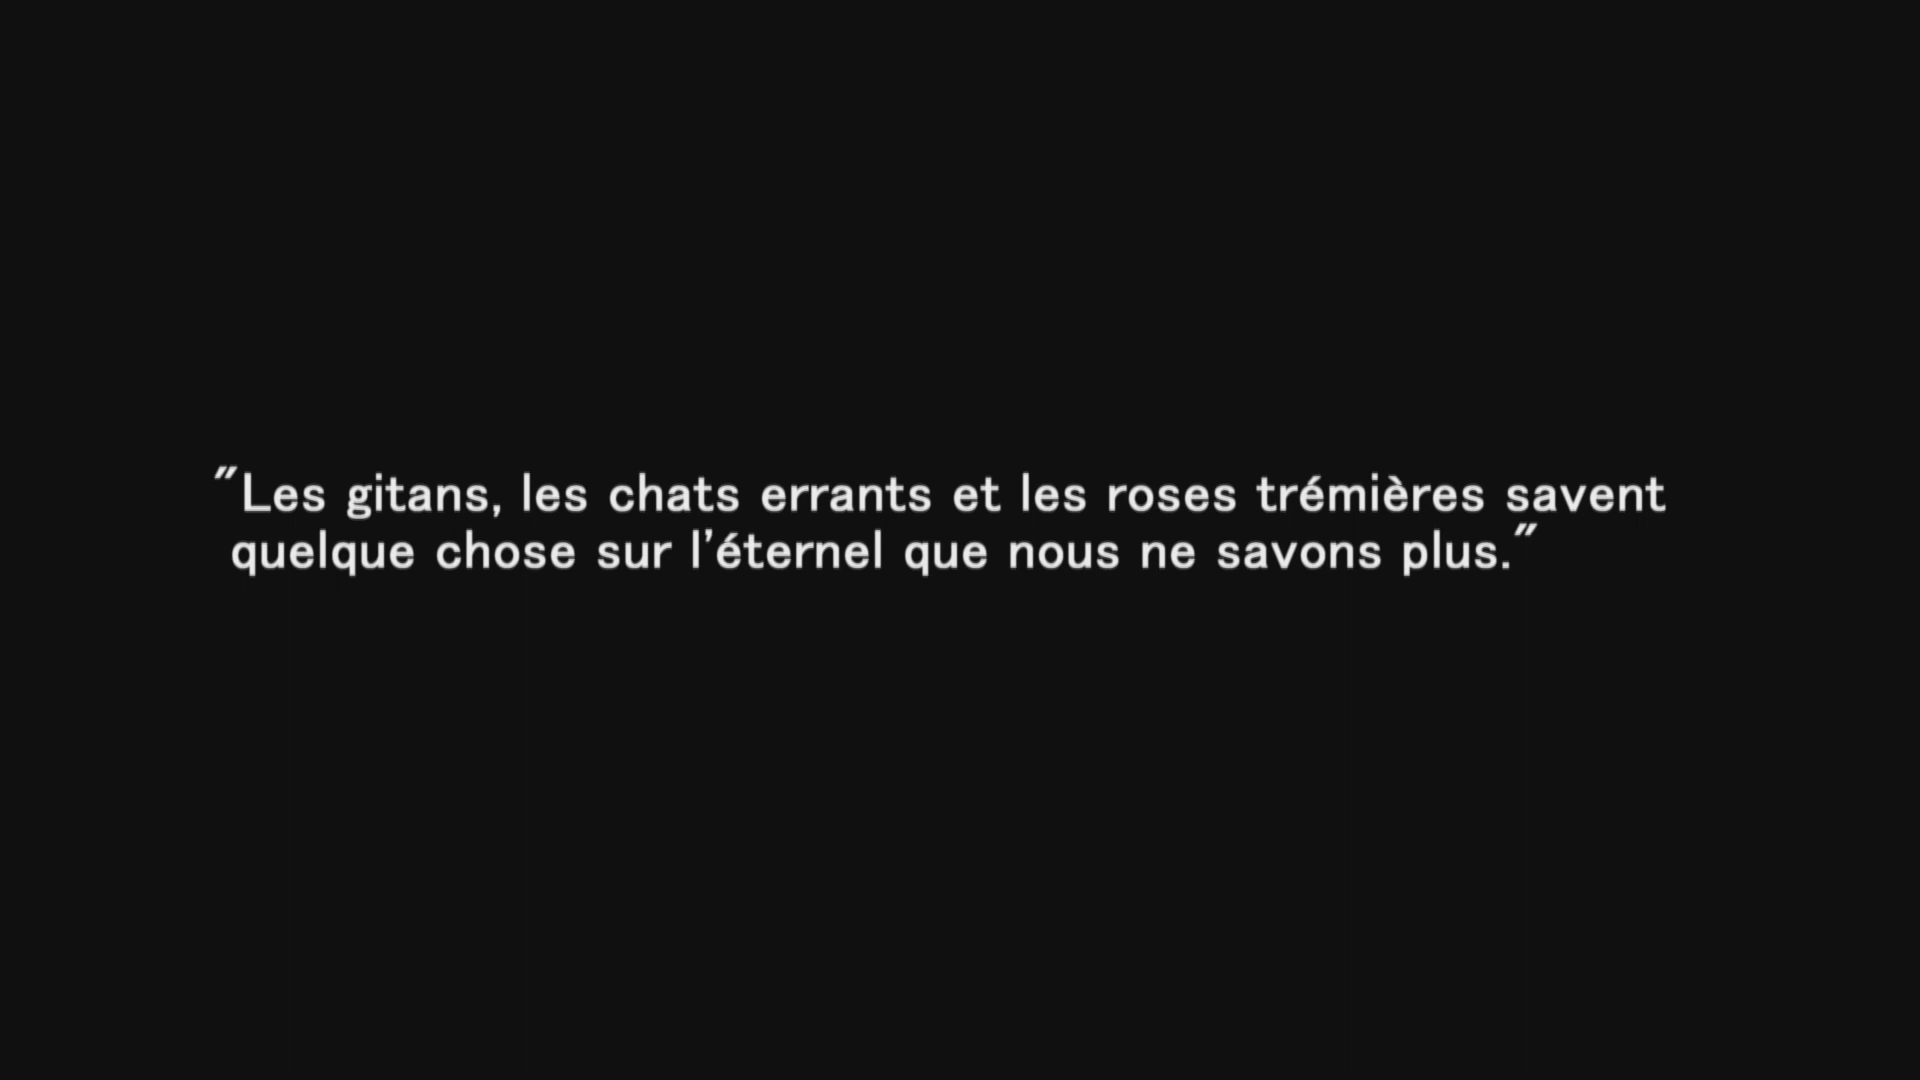 "Les gitans, les chats errants et les roses trémières savent
quelque chose sur l'éternel que nous ne savons plus."